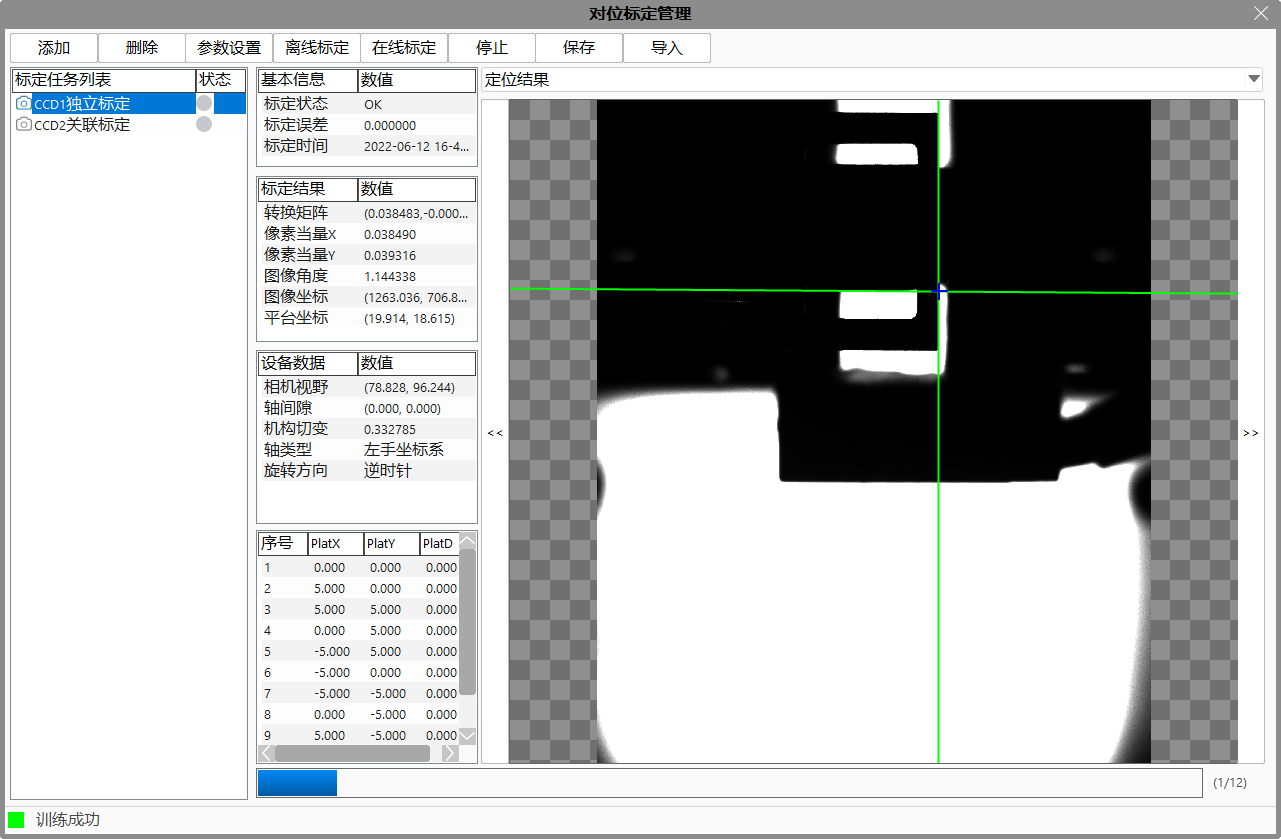 对位标定管理
添加 删除 参数设置 离线标定 在线标定 停止 保存 导入
标定任务列表 状态
CCD1独立标定
CCD2关联标定
基本信息 数值
标定状态 OK
标定误差 0.000000
标定时间 2022-06-12 16-4...
标定结果 数值
转换矩阵 (0.038483,-0.000...
像素当量X 0.038490
像素当量Y 0.039316
图像角度 1.144338
图像坐标 (1263.036, 706.8...
平台坐标 (19.914, 18.615)
设备数据 数值
相机视野 (78.828, 96.244)
轴间隙 (0.000, 0.000)
机构切变 0.332785
轴类型 左手坐标系
旋转方向 逆时针
序号 PlatX PlatY PlatD
1 0.000 0.000 0.000
2 5.000 0.000 0.000
3 5.000 5.000 0.000
4 0.000 5.000 0.000
5 -5.000 5.000 0.000
6 -5.000 0.000 0.000
7 -5.000 -5.000 0.000
8 0.000 -5.000 0.000
9 5.000 -5.000 0.000
定位结果
<< >>
(1/12)
训练成功